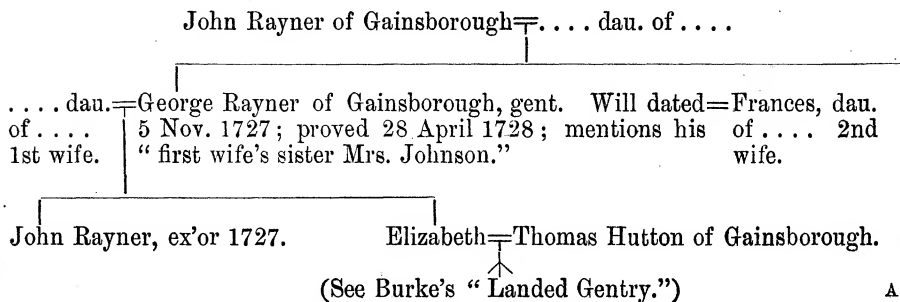 John Rayner of Gainsborough=.... dau. of ....
.... dau.=George Rayner of Gainsborough, gent. Will dated=Frances, dau.
of .... 5 Nov. 1727; proved 28 April 1728; mentions his of .... 2nd
1st wife. "first wife's sister Mrs. Johnson." wife.
John Rayner, ex'or 1727. Elizabeth=Thomas Hutton of Gainsborough.
(See Burke's "Landed Gentry.") A